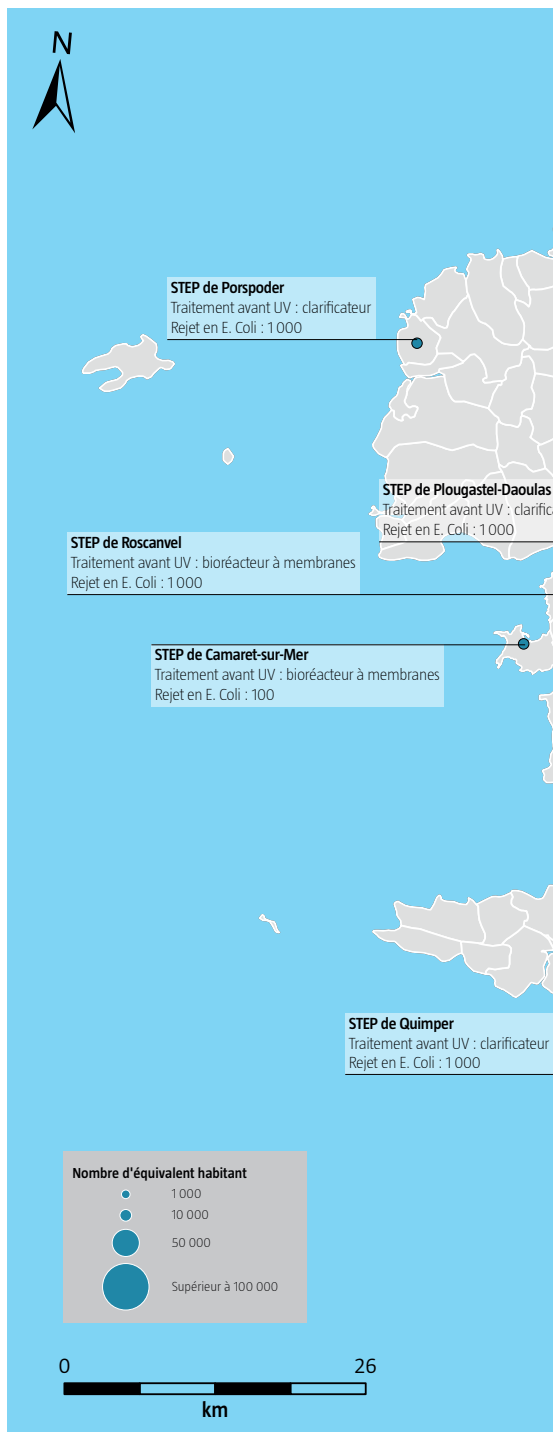 N
STEP de Porspoder
Traitement avant UV : clarificateur
Rejet en E. Coli : 1 000
STEP de Plougastel-Daoulas
Traitement avant UV :
Rejet en E. Coli : 1 000
STEP de Roscanvel
Traitement avant UV : bioréacteur à membranes
Rejet en E. Coli : 1 000
STEP de Camaret-sur-Mer
Traitement avant UV : bioréacteur à membranes
Rejet en E. Coli : 100
STEP de Quimper
Traitement avant UV : clarificateur
Rejet en E. Coli : 1 000
Nombre d'équivalent habitant
1 000
10 000
50 000
Supérieur à 100 000
0 26
km